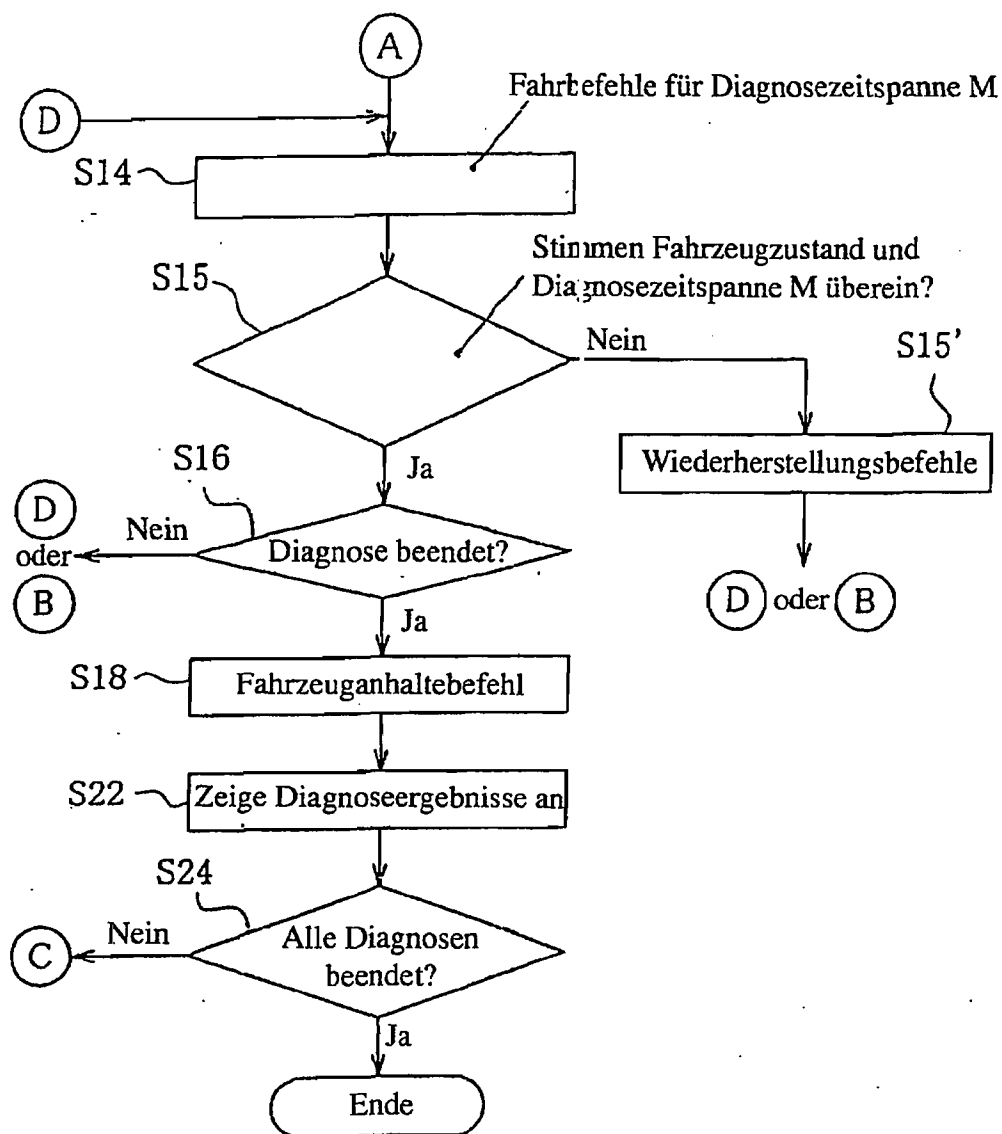 A
Fahrbefehle für Diagnosezeitspanne M
D
S14
Stimmen Fahrzeugzustand und
Diagnosezeitspanne M überein?
S15
Nein
S15'
Wiederherstellungsbefehle
S16
Ja
D
oder
B
Nein
Diagnose beendet?
D oder B
Ja
S18
Fahrzeuganhaltebefehl
S22
Zeige Diagnoseergebnisse an
S24
C
Nein
Alle Diagnosen
beendet?
Ja
Ende